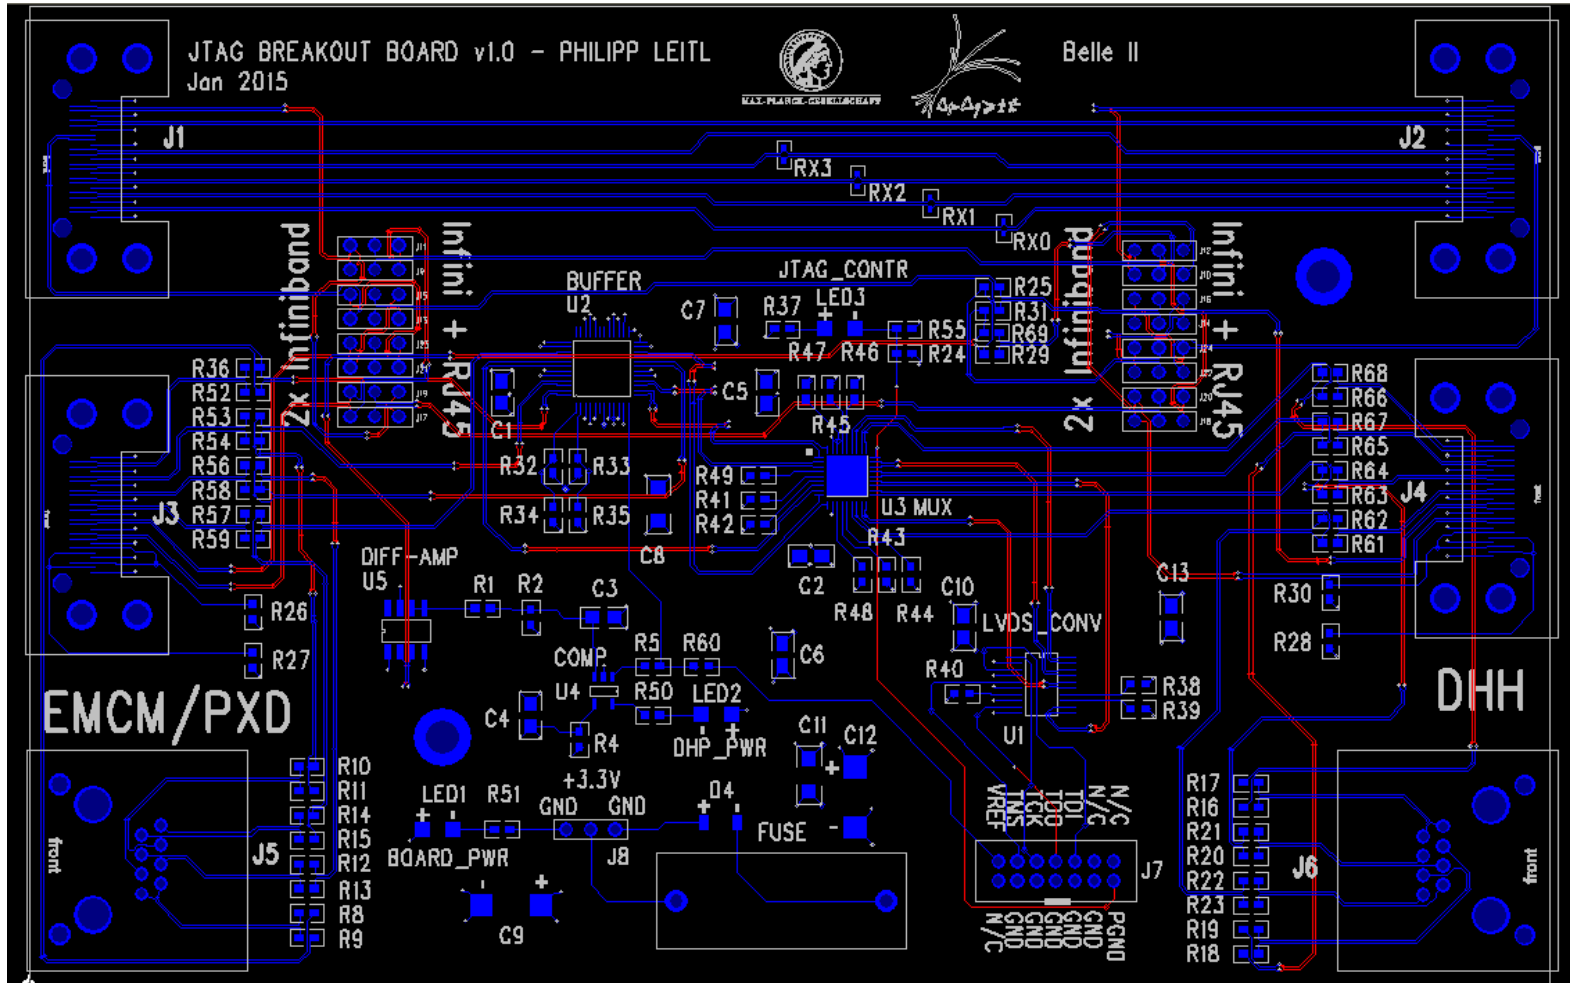 JTAG BREAKOUT BOARD v1.0 - PHILIPP LEITL
Jan 2015
MAX-PLANCK-GESELLSCHAFT
Belle II
J1
J2
RX3
RX2
RX1
RX0
2x Infiniband
Infini + RJ45
2x Infiniband
Infini + RJ45
BUFFER
U2
JTAG_CONTR
C7
R37
LED3
R55
R24
R25
R31
R69
R29
R47
R46
R45
C1
C5
R36
R52
R53
R54
R56
R58
R57
R59
J3
R68
R66
R67
R65
R64
R63
R62
R61
J4
R32
R33
R34
R35
C8
R49
R41
R42
U3 MUX
R43
C2
R48
R44
C10
C13
DIFF-AMP
U5
R1
R2
C3
LVDS_CONV
R26
R27
R30
R28
COMP
U4
R5
R60
R50
LED2
DHP_PWR
C6
R40
U1
R38
R39
C4
R4
EMCM/PXD
DHH
C11
C12
+3.3V
GND
GND
J8
LED1
R51
BOARD_PWR
D4
FUSE
C9
VREF
TMS
TCK
TDO
TDI
N/C
N/C
J7
N/C
GND
GND
GND
GND
GND
PGND
front
J5
R10
R11
R14
R15
R12
R13
R8
R9
R17
R16
R21
R20
R22
R23
R19
R18
J6
front